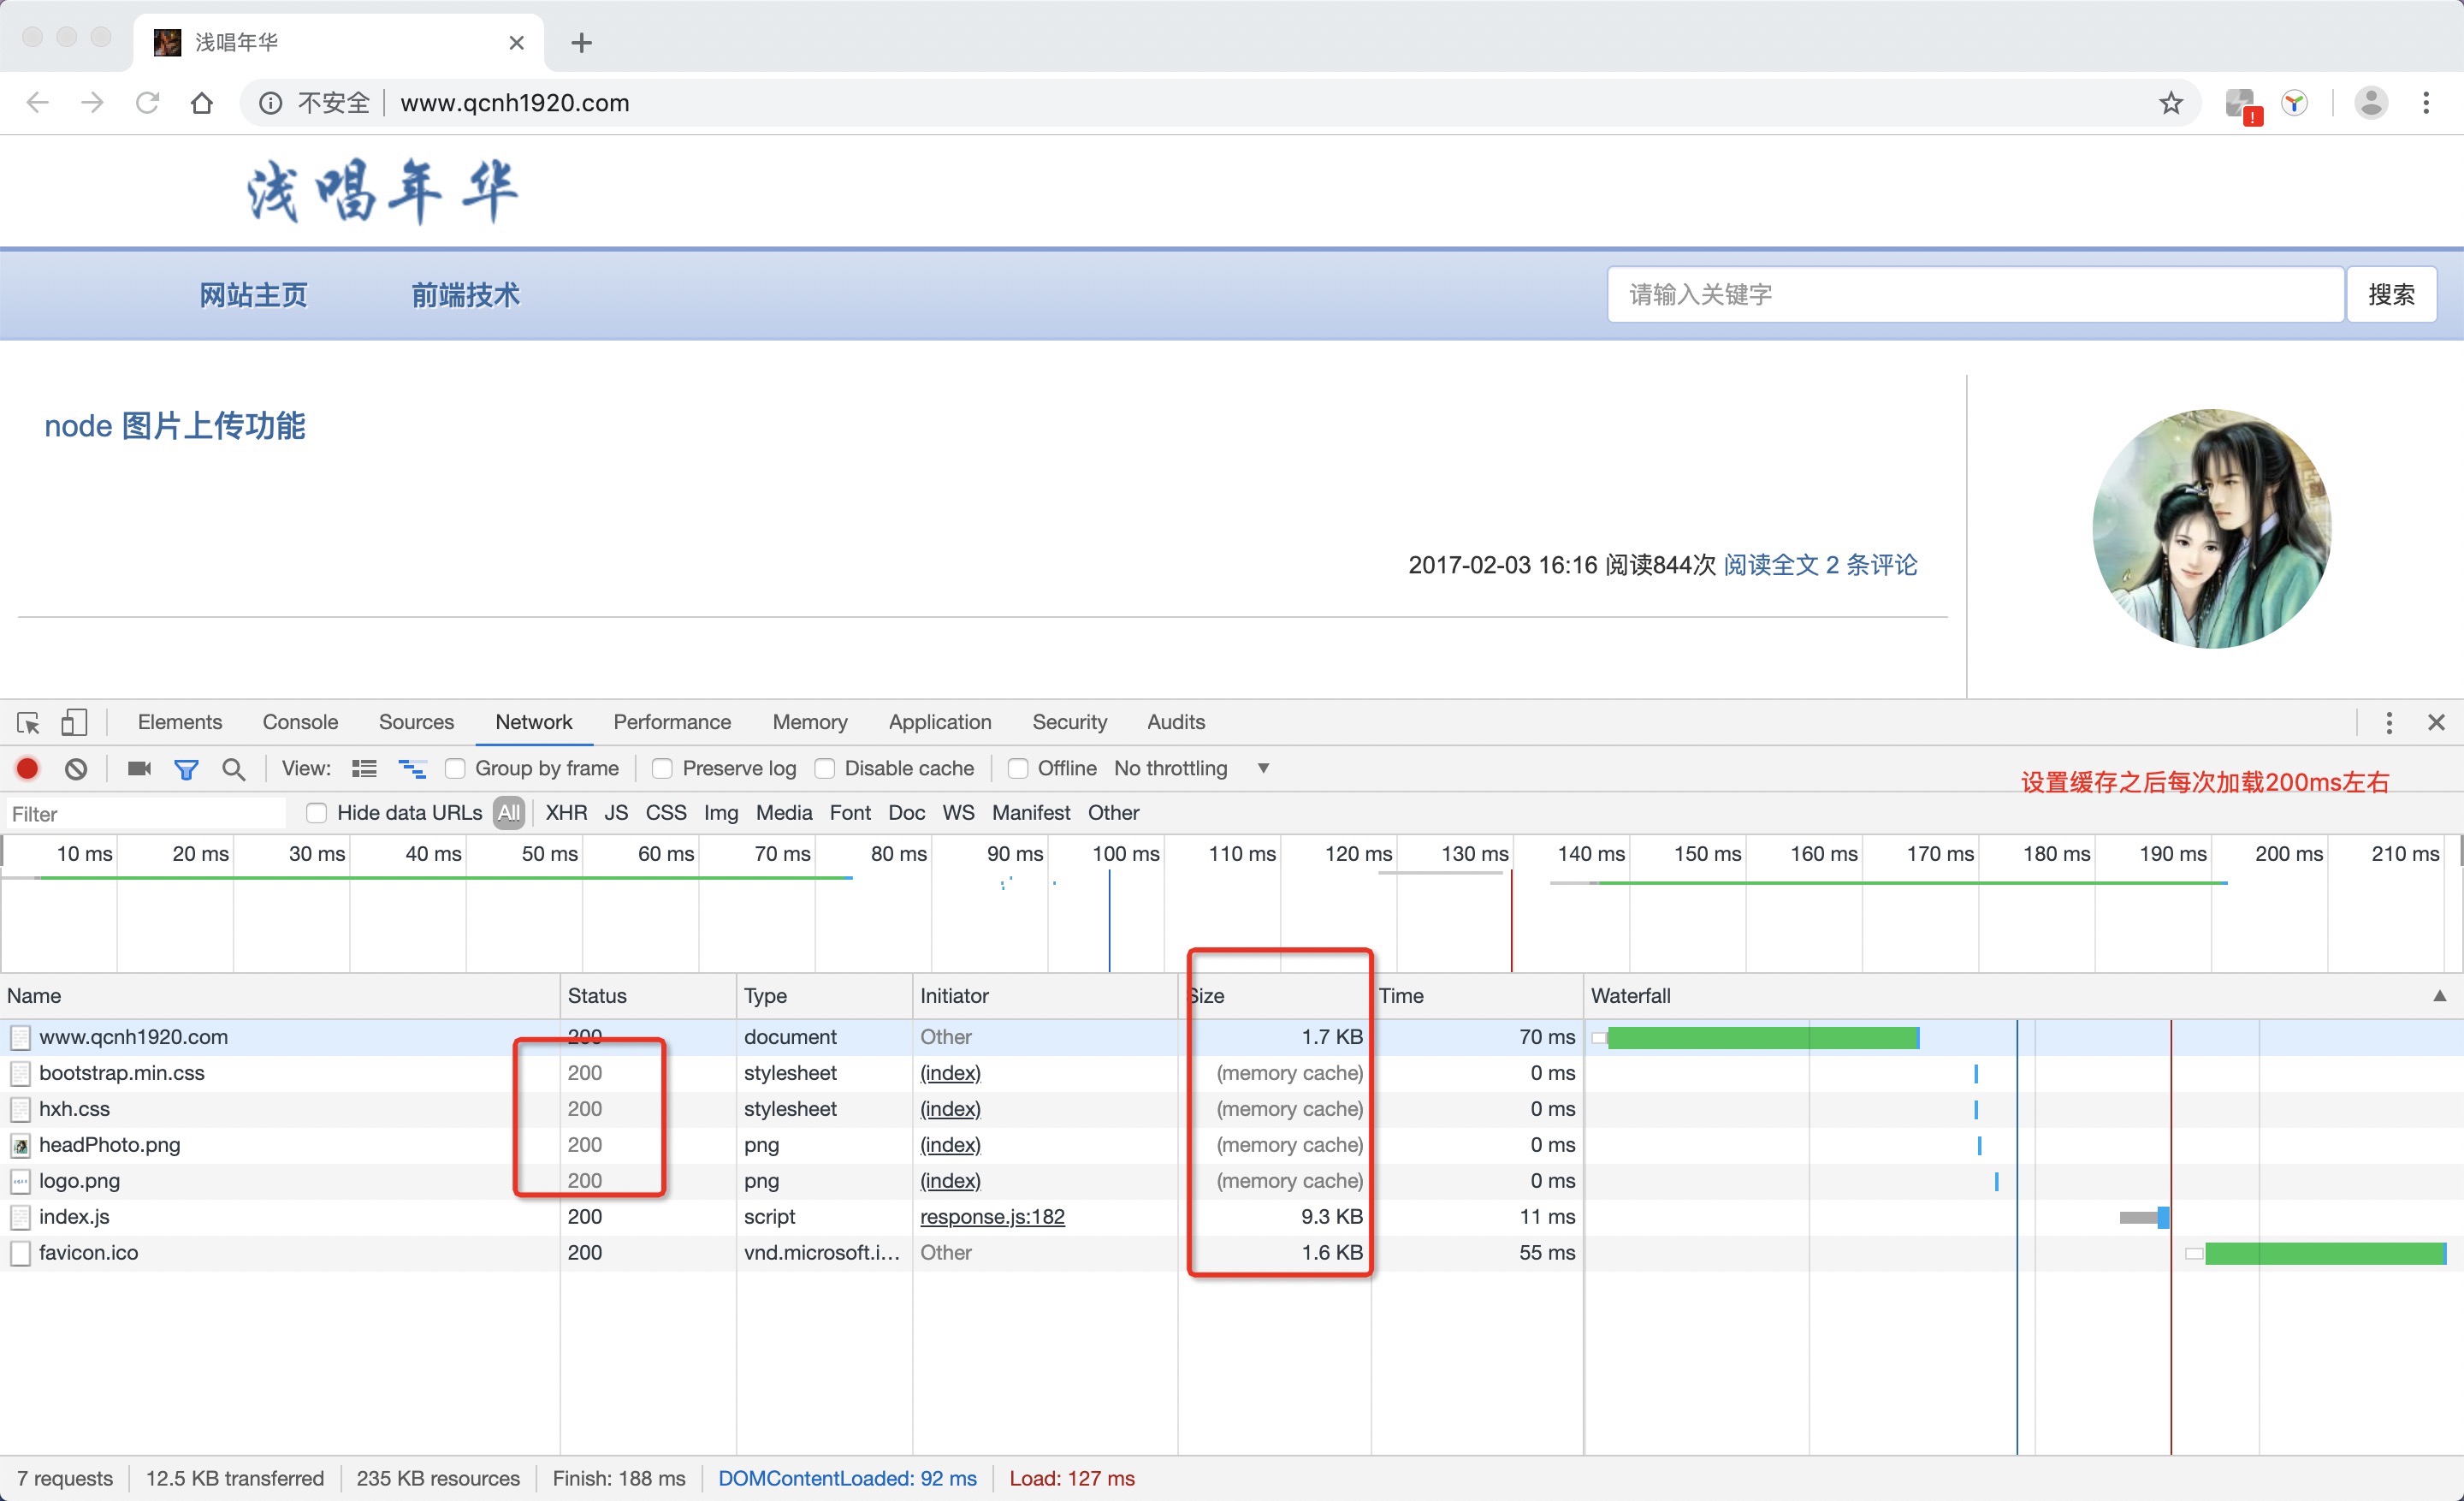 浅唱年华
不安全 www.qcnh1920.com
浅唱年华
网站主页 前端技术 请输入关键字 搜索
node 图片上传功能
2017-02-03 16:16 阅读844次 阅读全文 2 条评论
Elements Console Sources Network Performance Memory Application Security Audits
View: Group by frame Preserve log Disable cache Offline No throttling
设置缓存之后每次加载200ms左右
Filter Hide data URLs All XHR JS CSS Img Media Font Doc WS Manifest Other
10 ms 20 ms 30 ms 40 ms 50 ms 60 ms 70 ms 80 ms 90 ms 100 ms 110 ms 120 ms 130 ms 140 ms 150 ms 160 ms 170 ms 180 ms 190 ms 200 ms 210 ms
Name Status Type Initiator Size Time Waterfall
www.qcnh1920.com 200 document Other 1.7 KB 70 ms
bootstrap.min.css 200 stylesheet (index) (memory cache) 0 ms
hxh.css 200 stylesheet (index) (memory cache) 0 ms
headPhoto.png 200 png (index) (memory cache) 0 ms
logo.png 200 png (index) (memory cache) 0 ms
index.js 200 script response.js:182 9.3 KB 11 ms
favicon.ico 200 vnd.microsoft.i... Other 1.6 KB 55 ms
7 requests 12.5 KB transferred 235 KB resources Finish: 188 ms DOMContentLoaded: 92 ms Load: 127 ms